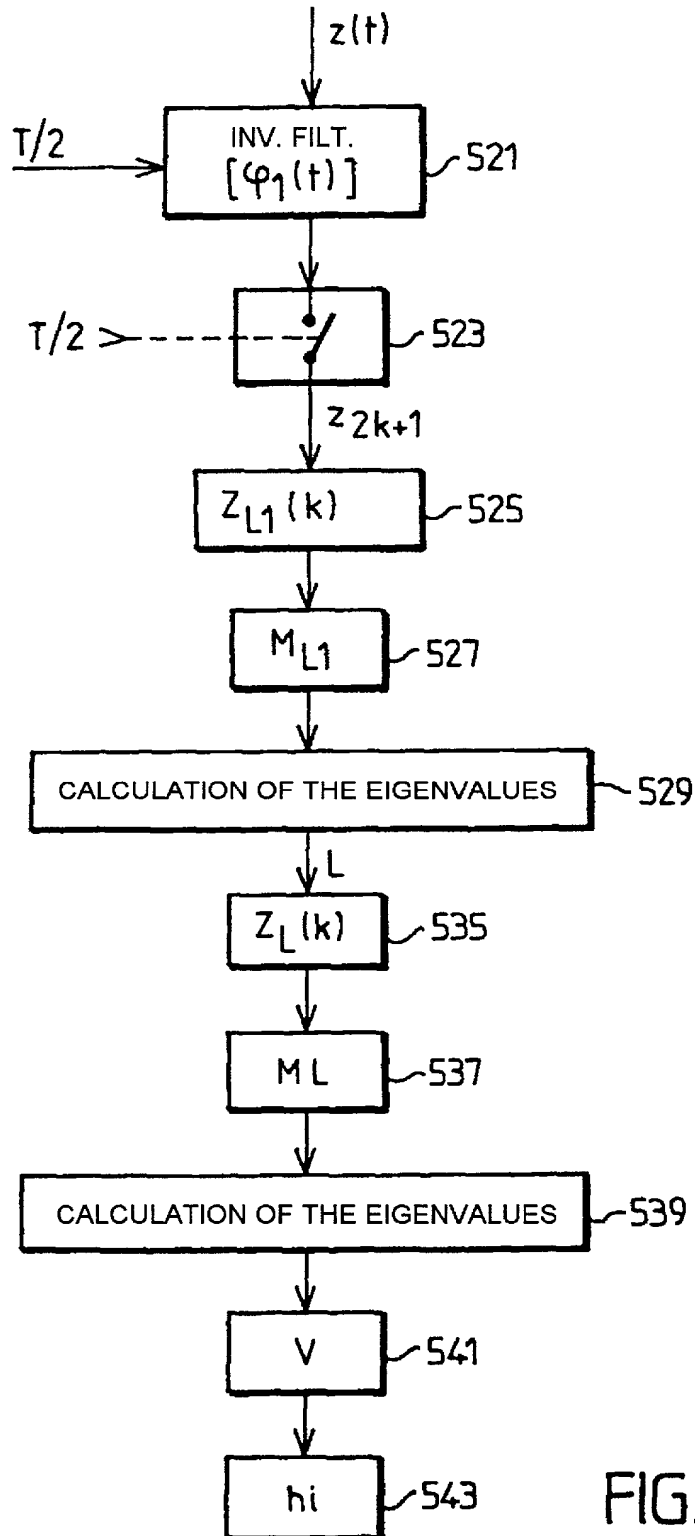 z(t)
T/2
INV. FILT.
[φ1(t)]
521
T/2
523
z2k+1
ZL1(k)
525
ML1
527
CALCULATION OF THE EIGENVALUES
529
L
ZL(k)
535
ML
537
CALCULATION OF THE EIGENVALUES
539
V
541
hi
543
FIG.